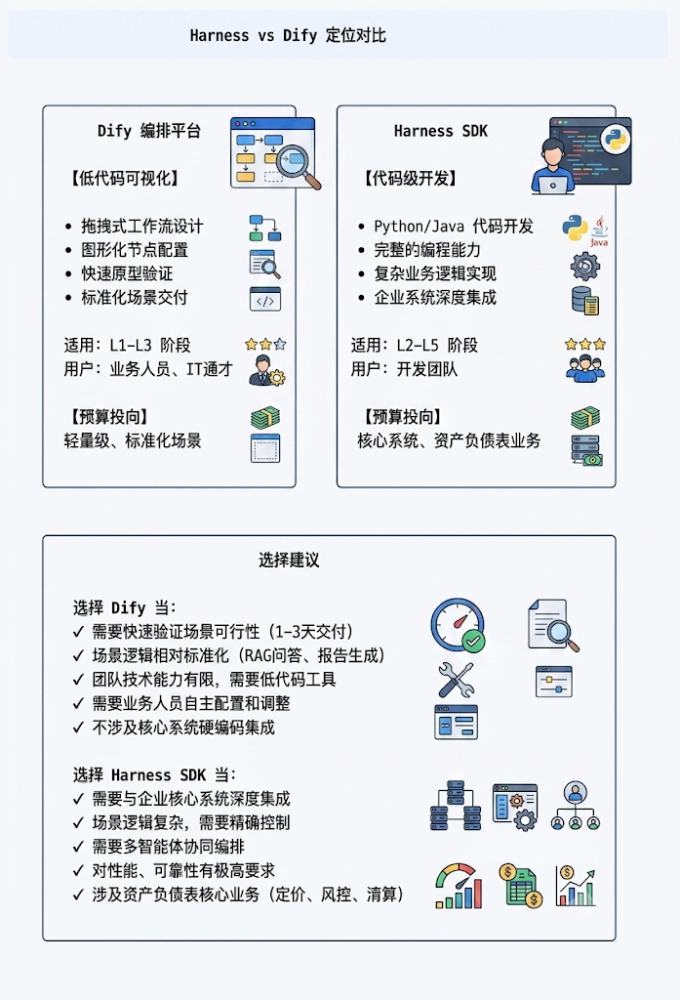 Harness vs Dify 定位对比
Dify 编排平台
【低代码可视化】
• 拖拽式工作流设计
• 图形化节点配置
• 快速原型验证
• 标准化场景交付
适用: L1-L3 阶段
用户: 业务人员、IT通才
【预算投向】
轻量级、标准化场景
Harness SDK
【代码级开发】
• Python/Java 代码开发
• 完整的编程能力
• 复杂业务逻辑实现
• 企业系统深度集成
Java
适用: L2-L5 阶段
用户: 开发团队
【预算投向】
核心系统、资产负债表业务
选择建议
选择 Dify 当:
✓ 需要快速验证场景可行性（1-3天交付）
✓ 场景逻辑相对标准化（RAG问答、报告生成）
✓ 团队技术能力有限，需要低代码工具
✓ 需要业务人员自主配置和调整
✓ 不涉及核心系统硬编码集成
选择 Harness SDK 当:
✓ 需要与企业核心系统深度集成
✓ 场景逻辑复杂，需要精确控制
✓ 需要多智能体协同编排
✓ 对性能、可靠性有极高要求
✓ 涉及资产负债表核心业务（定价、风控、清算）